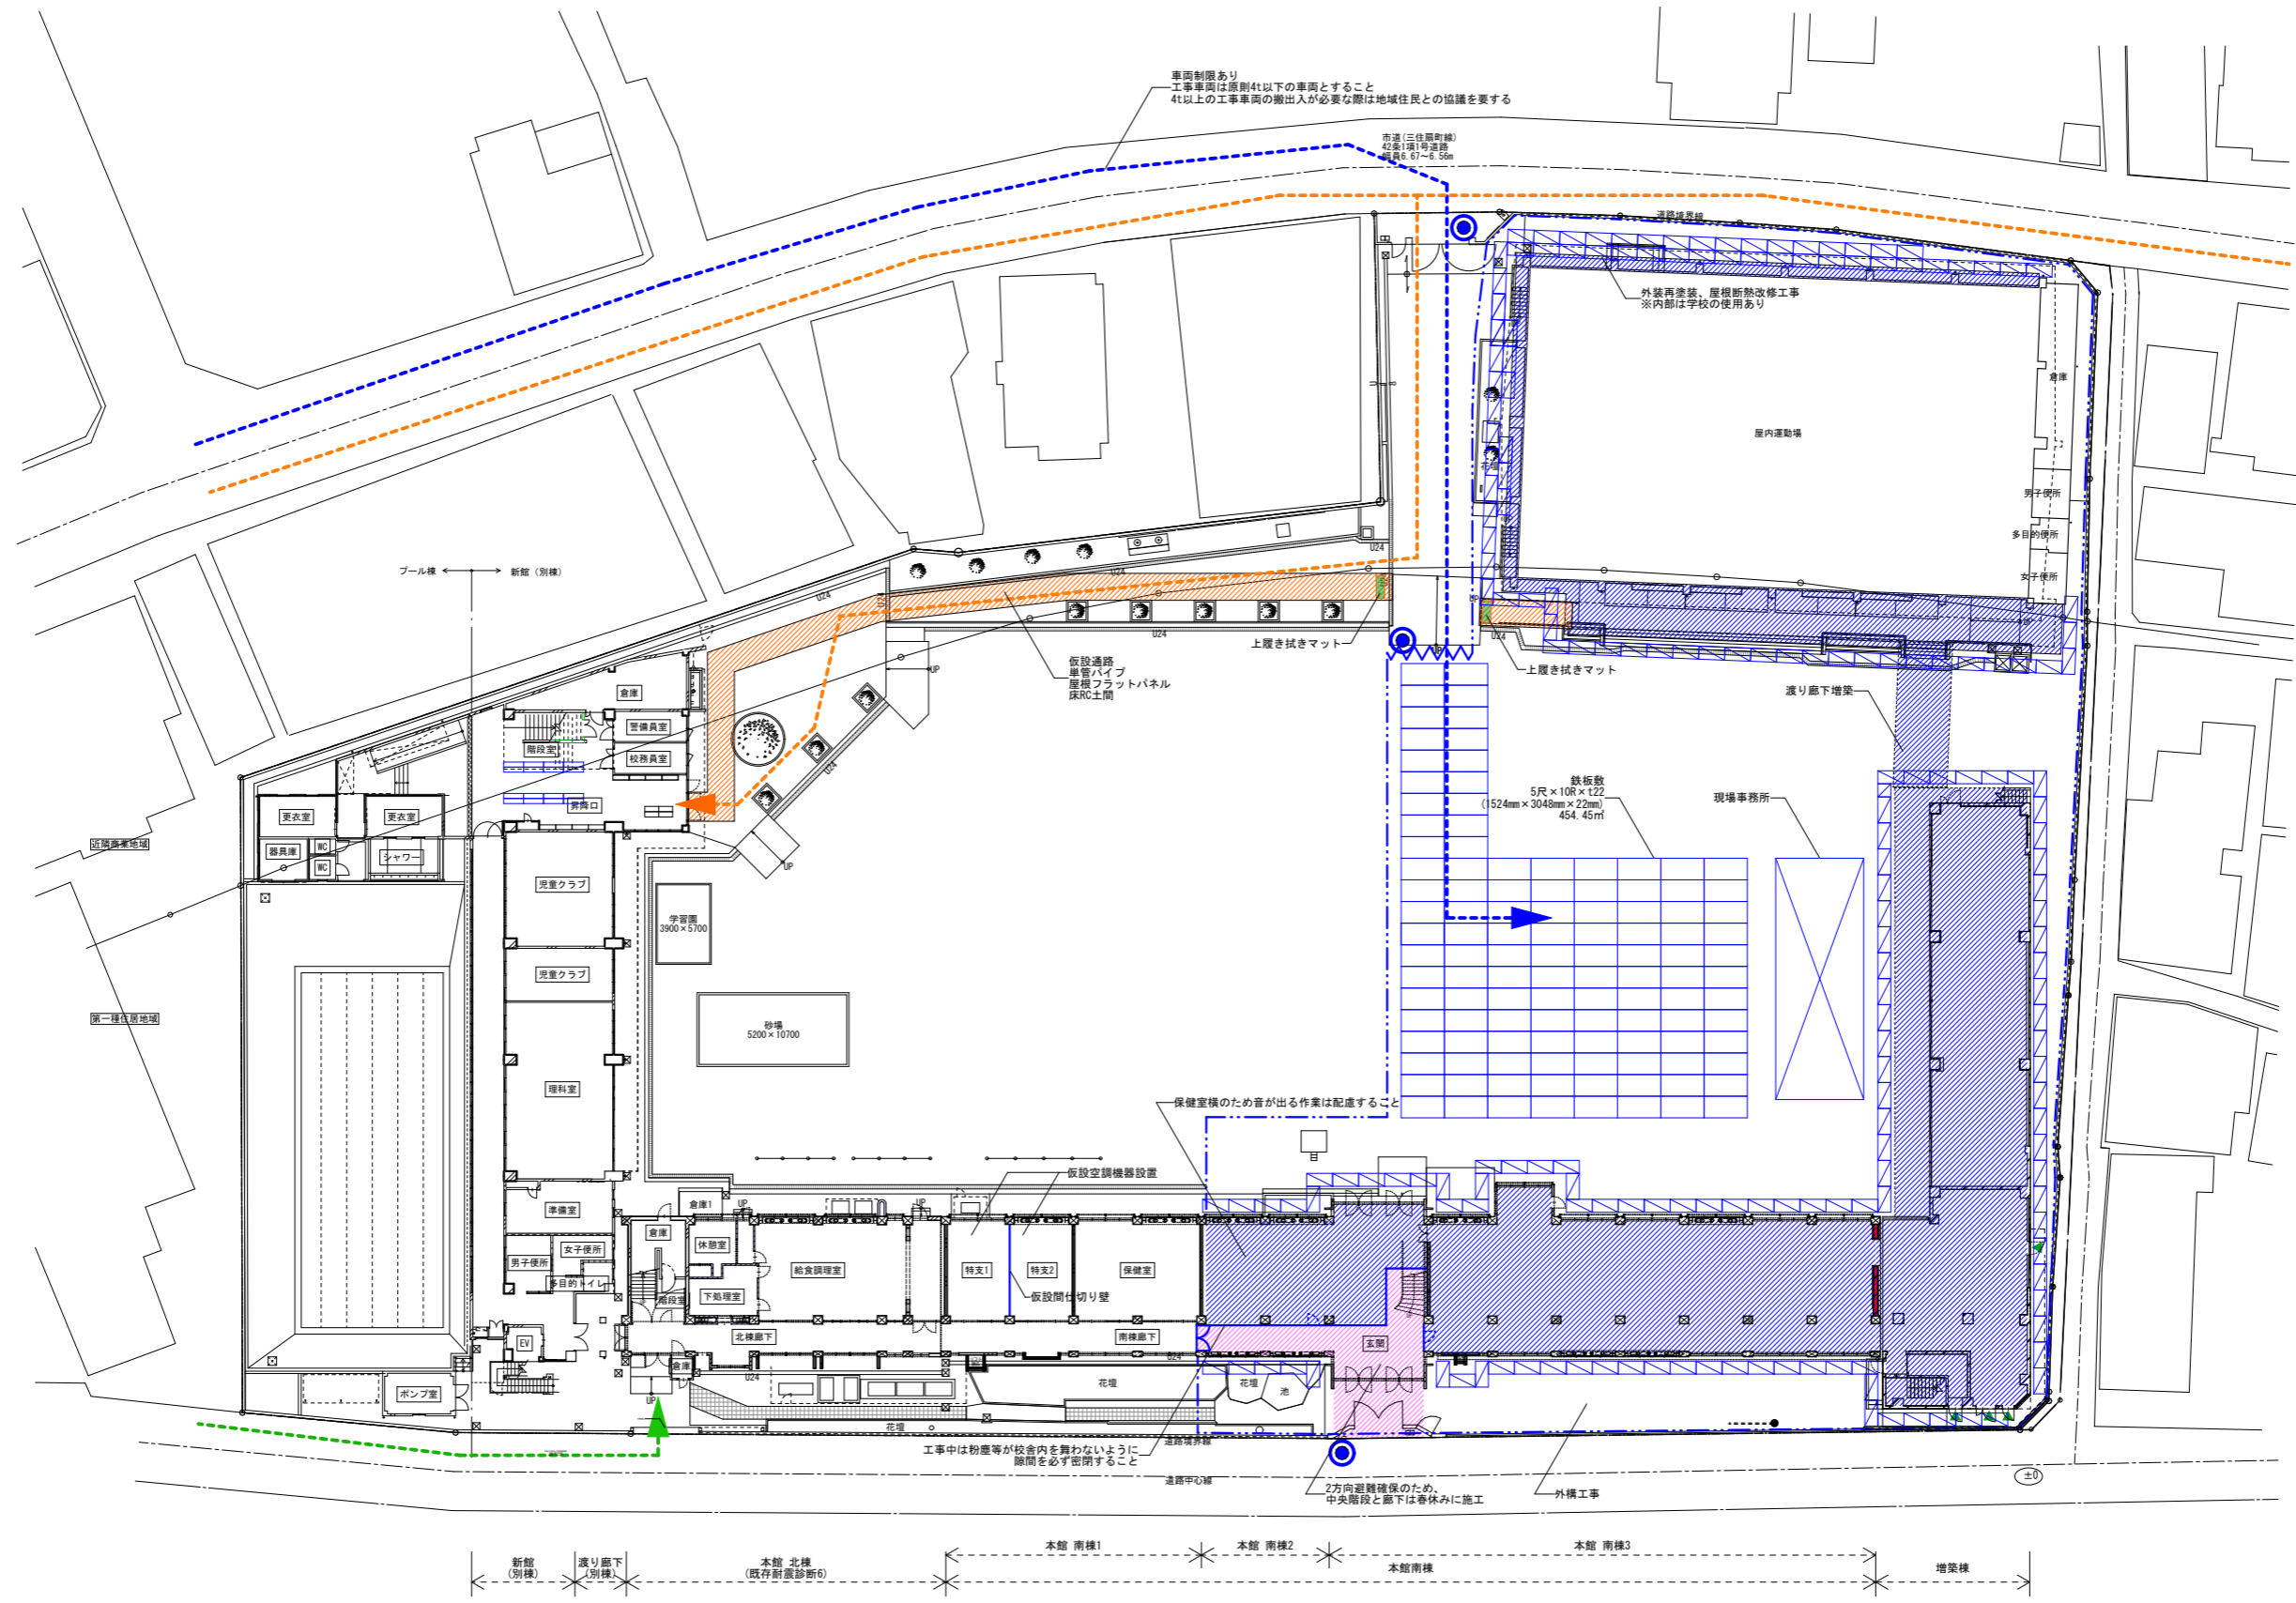 車両制限あり
工事車両は原則4t以下の車両とすること
4t以上の工事車両の搬出入が必要な際は地域住民との協議を要する
市道(三住扇町線)
42条1項1号道路
幅員6.67～6.56m
道路境界線
外装再塗装、屋根断熱改修工事
※内部は学校の使用あり
倉庫
屋内運動場
花壇
男子便所
多目的便所
女子便所
プール棟
新館（別棟）
U24
U24
U24
U24
U24
U24
UP
UP
UP
上履き拭きマット
上履き拭きマット
仮設通路
単管パイプ
屋根フラットパネル
床RC土間
渡り廊下増築
倉庫
警備員室
階段室
校務員室
昇降口
鉄板敷
5尺×10R×t22
(1524mm×3048mm×22mm)
454.45㎡
現場事務所
更衣室
更衣室
器具庫
WC
WC
シャワー
近隣商業地域
UP
児童クラブ
学習園
3900×5700
児童クラブ
第一種住居地域
砂場
5200×10700
理科室
保健室横のため音が出る作業は配慮すること
仮設空調機器設置
準備室
倉庫1
UP
UP
倉庫
休憩室
男子便所
女子便所
多目的トイレ
給食調理室
特支1
特支2
保健室
下処理室
階段室
仮設間仕切り壁
EV
北棟廊下
南棟廊下
玄関
倉庫
U24
U24
ポンプ室
UP
花壇
花壇
池
花壇
道路境界線
工事中は粉塵等が校舎内を舞わないように
隙間を必ず密閉すること
道路中心線
2方向避難確保のため、
中央階段と廊下は春休みに施工
外構工事
±0
新館
(別棟)
渡り廊下
(別棟)
本館 北棟
(既存耐震診断6)
本館 南棟1
本館 南棟2
本館 南棟3
本館南棟
増築棟